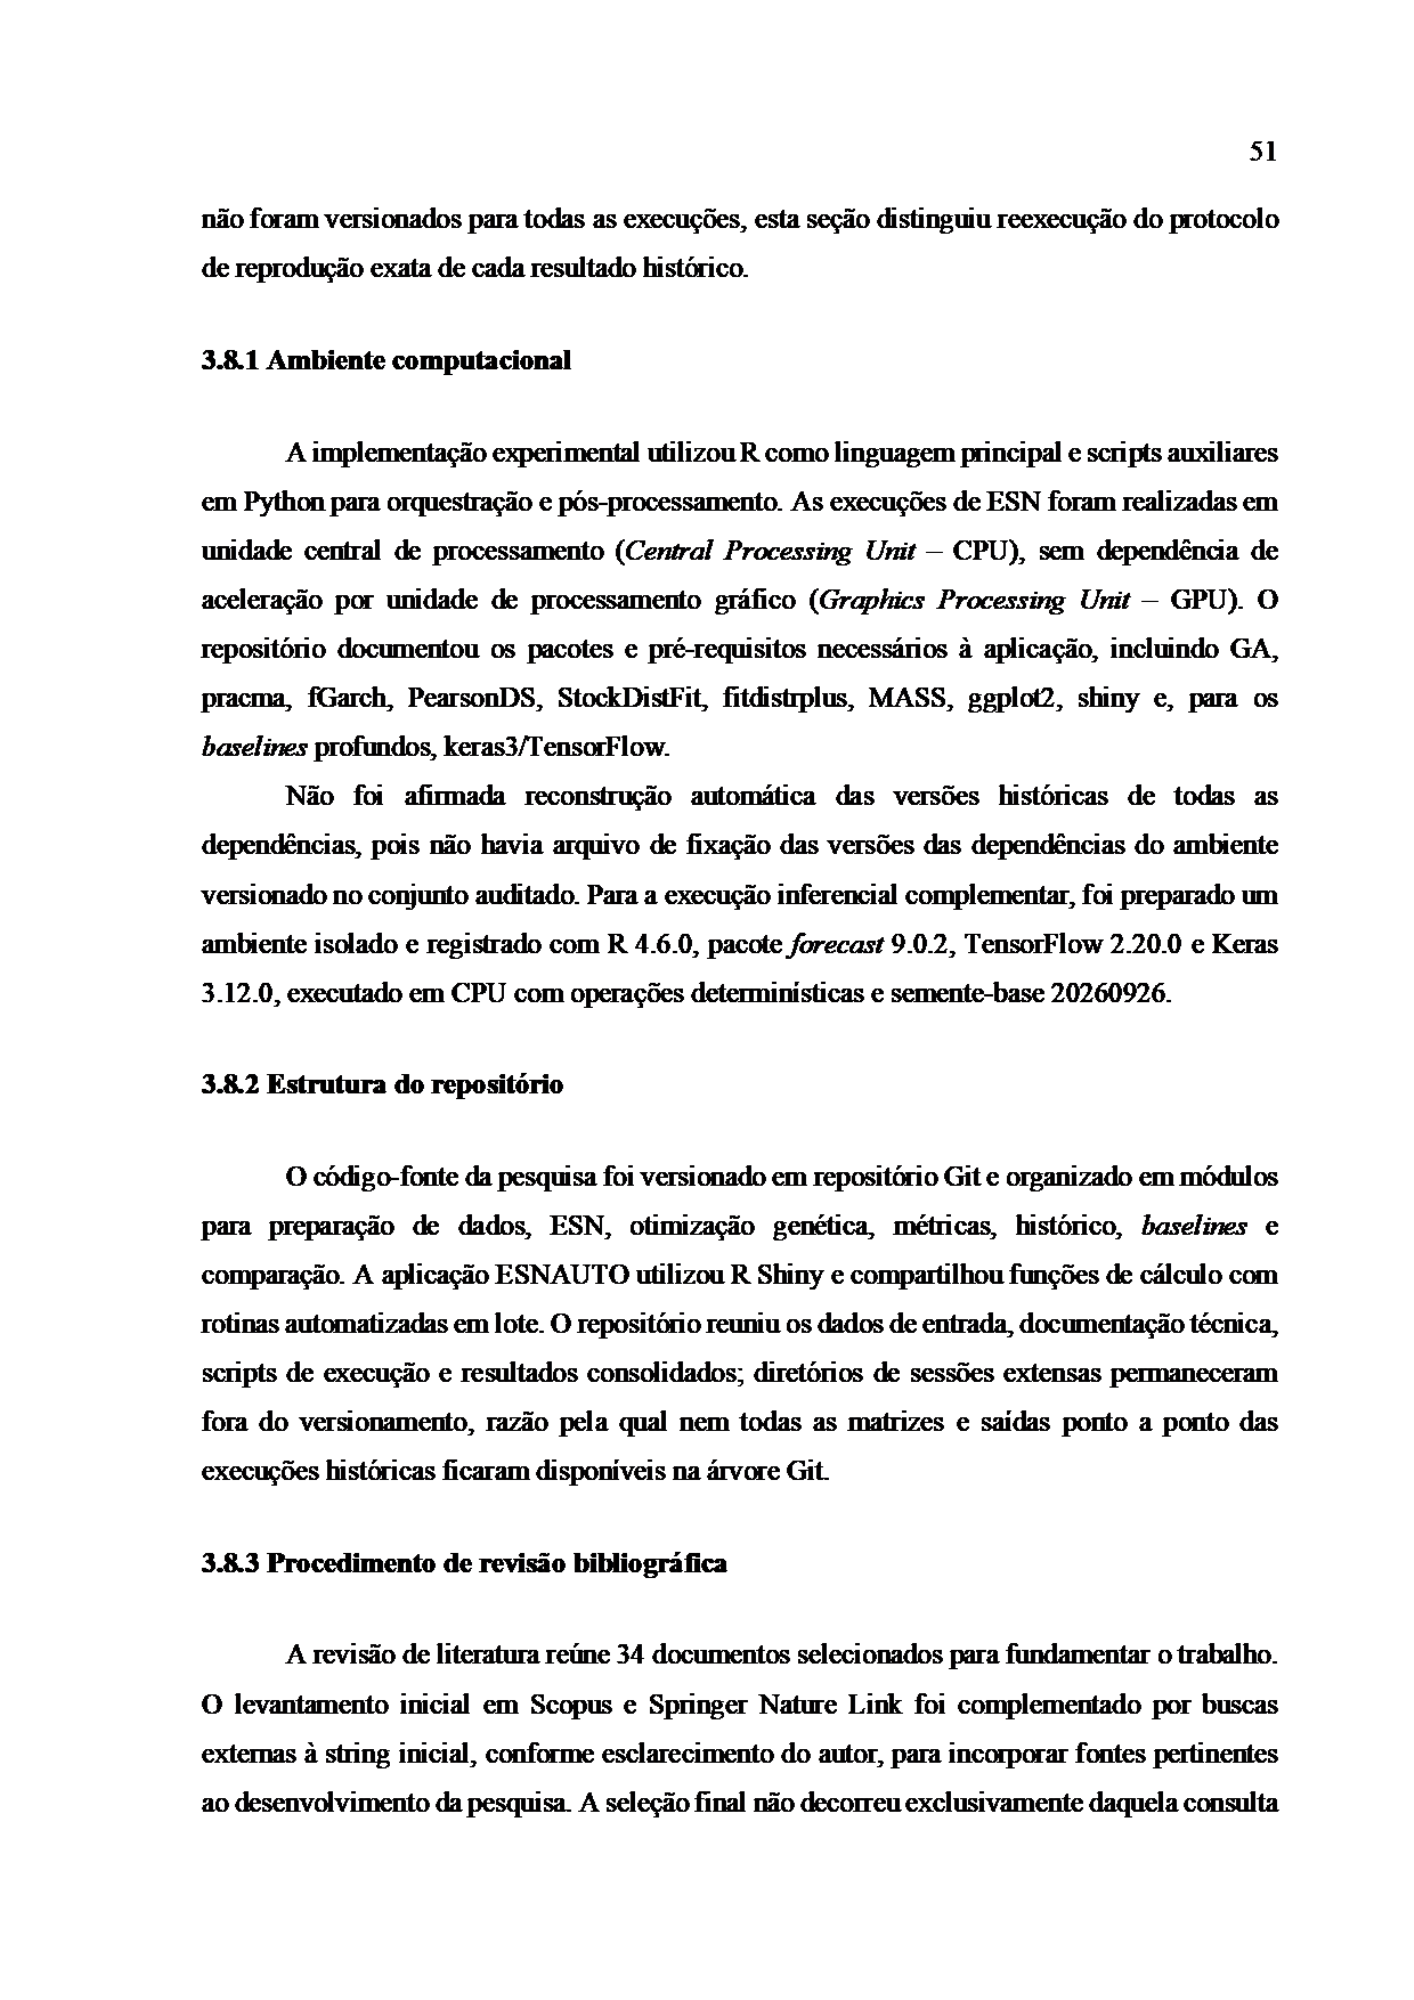 51
não foram versionados para todas as execuções, esta seção distinguiu reexecução do protocolo
de reprodução exata de cada resultado histórico.
3.8.1 Ambiente computacional
A implementação experimental utilizou R como linguagem principal e scripts auxiliares
em Python para orquestração e pós-processamento. As execuções de ESN foram realizadas em
unidade central de processamento (Central Processing Unit – CPU), sem dependência de
aceleração por unidade de processamento gráfico (Graphics Processing Unit – GPU). O
repositório documentou os pacotes e pré-requisitos necessários à aplicação, incluindo GA,
pracma, fGarch, PearsonDS, StockDistFit, fitdistrplus, MASS, ggplot2, shiny e, para os
baselines profundos, keras3/TensorFlow.
Não foi afirmada reconstrução automática das versões históricas de todas as
dependências, pois não havia arquivo de fixação das versões das dependências do ambiente
versionado no conjunto auditado. Para a execução inferencial complementar, foi preparado um
ambiente isolado e registrado com R 4.6.0, pacote forecast 9.0.2, TensorFlow 2.20.0 e Keras
3.12.0, executado em CPU com operações determinísticas e semente-base 20260926.
3.8.2 Estrutura do repositório
O código-fonte da pesquisa foi versionado em repositório Git e organizado em módulos
para preparação de dados, ESN, otimização genética, métricas, histórico, baselines e
comparação. A aplicação ESNAUTO utilizou R Shiny e compartilhou funções de cálculo com
rotinas automatizadas em lote. O repositório reuniu os dados de entrada, documentação técnica,
scripts de execução e resultados consolidados; diretórios de sessões extensas permaneceram
fora do versionamento, razão pela qual nem todas as matrizes e saídas ponto a ponto das
execuções históricas ficaram disponíveis na árvore Git.
3.8.3 Procedimento de revisão bibliográfica
A revisão de literatura reúne 34 documentos selecionados para fundamentar o trabalho.
O levantamento inicial em Scopus e Springer Nature Link foi complementado por buscas
externas à string inicial, conforme esclarecimento do autor, para incorporar fontes pertinentes
ao desenvolvimento da pesquisa. A seleção final não decorreu exclusivamente daquela consulta